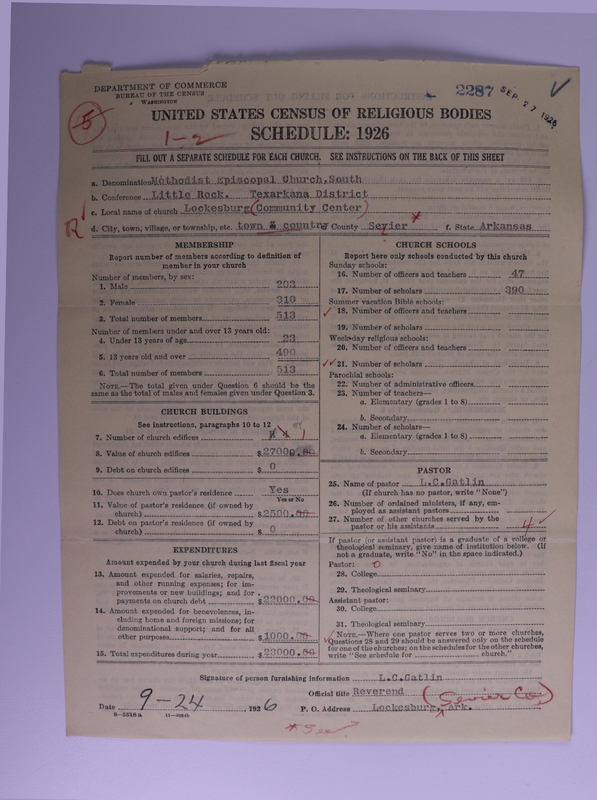 DEPARTMENT OF COMMERCE
BUREAU OF THE CENSUS
WASHINGTON
2287
SEP 27 1926
5
UNITED STATES CENSUS OF RELIGIOUS BODIES
1-2
SCHEDULE: 1926
FILL OUT A SEPARATE SCHEDULE FOR EACH CHURCH. SEE INSTRUCTIONS ON THE BACK OF THIS SHEET
a. Denomination Methodist Episcopal Church, South
b. Conference Little Rock. Texarkana District
c. Local name of church Lockesburg (Community Center)
R
d. City, town, village, or township, etc. town & country e. County Sevier * f. State Arkansas
MEMBERSHIP
Report number of members according to definition of member in your church
Number of members, by sex:
1. Male 203
2. Female 310
3. Total number of members 513
Number of members under and over 13 years old:
4. Under 13 years of age 23
5. 13 years old and over 490
6. Total number of members 513
NOTE.—The total given under Question 6 should be the same as the total of males and females given under Question 3.
CHURCH BUILDINGS
See instructions, paragraphs 10 to 12
7. Number of church edifices 1
8. Value of church edifices $27000.00
9. Debt on church edifices $ 0
10. Does church own pastor's residence Yes
Yes or No
11. Value of pastor's residence (if owned by church) $2500.00
12. Debt on pastor's residence (if owned by church) $ 0
EXPENDITURES
Amount expended by your church during last fiscal year
13. Amount expended for salaries, repairs, and other running expenses; for improvements or new buildings; and for payments on church debt $22000.00
14. Amount expended for benevolences, including home and foreign missions; for denominational support; and for all other purposes $1000.00
15. Total expenditures during year $23000.00
CHURCH SCHOOLS
Report here only schools conducted by this church
Sunday schools:
16. Number of officers and teachers 47
17. Number of scholars 390
Summer vacation Bible schools:
18. Number of officers and teachers
19. Number of scholars
Weekday religious schools:
20. Number of officers and teachers
21. Number of scholars
Parochial schools:
22. Number of administrative officers
23. Number of teachers—
a. Elementary (grades 1 to 8)
b. Secondary
24. Number of scholars—
a. Elementary (grades 1 to 8)
b. Secondary
PASTOR
25. Name of pastor L.C.Gatlin
(If church has no pastor, write "None")
26. Number of ordained ministers, if any, employed as assistant pastors
27. Number of other churches served by the pastor or his assistants 4
If pastor (or assistant pastor) is a graduate of a college or theological seminary, give name of institution below. (If not a graduate, write "No" in the space indicated.)
Pastor: 0
28. College
29. Theological seminary
Assistant pastor:
30. College
31. Theological seminary
NOTE.—Where one pastor serves two or more churches, Questions 28 and 29 should be answered only on the schedule for one of the churches; on the schedules for the other churches, write "See schedule for church."
Signature of person furnishing information L.C.Gatlin
Official title Reverend (Sevier Co.)
Date 9-24, 1926 P. O. Address Lockesburg, Ark.
8-5518a
* See